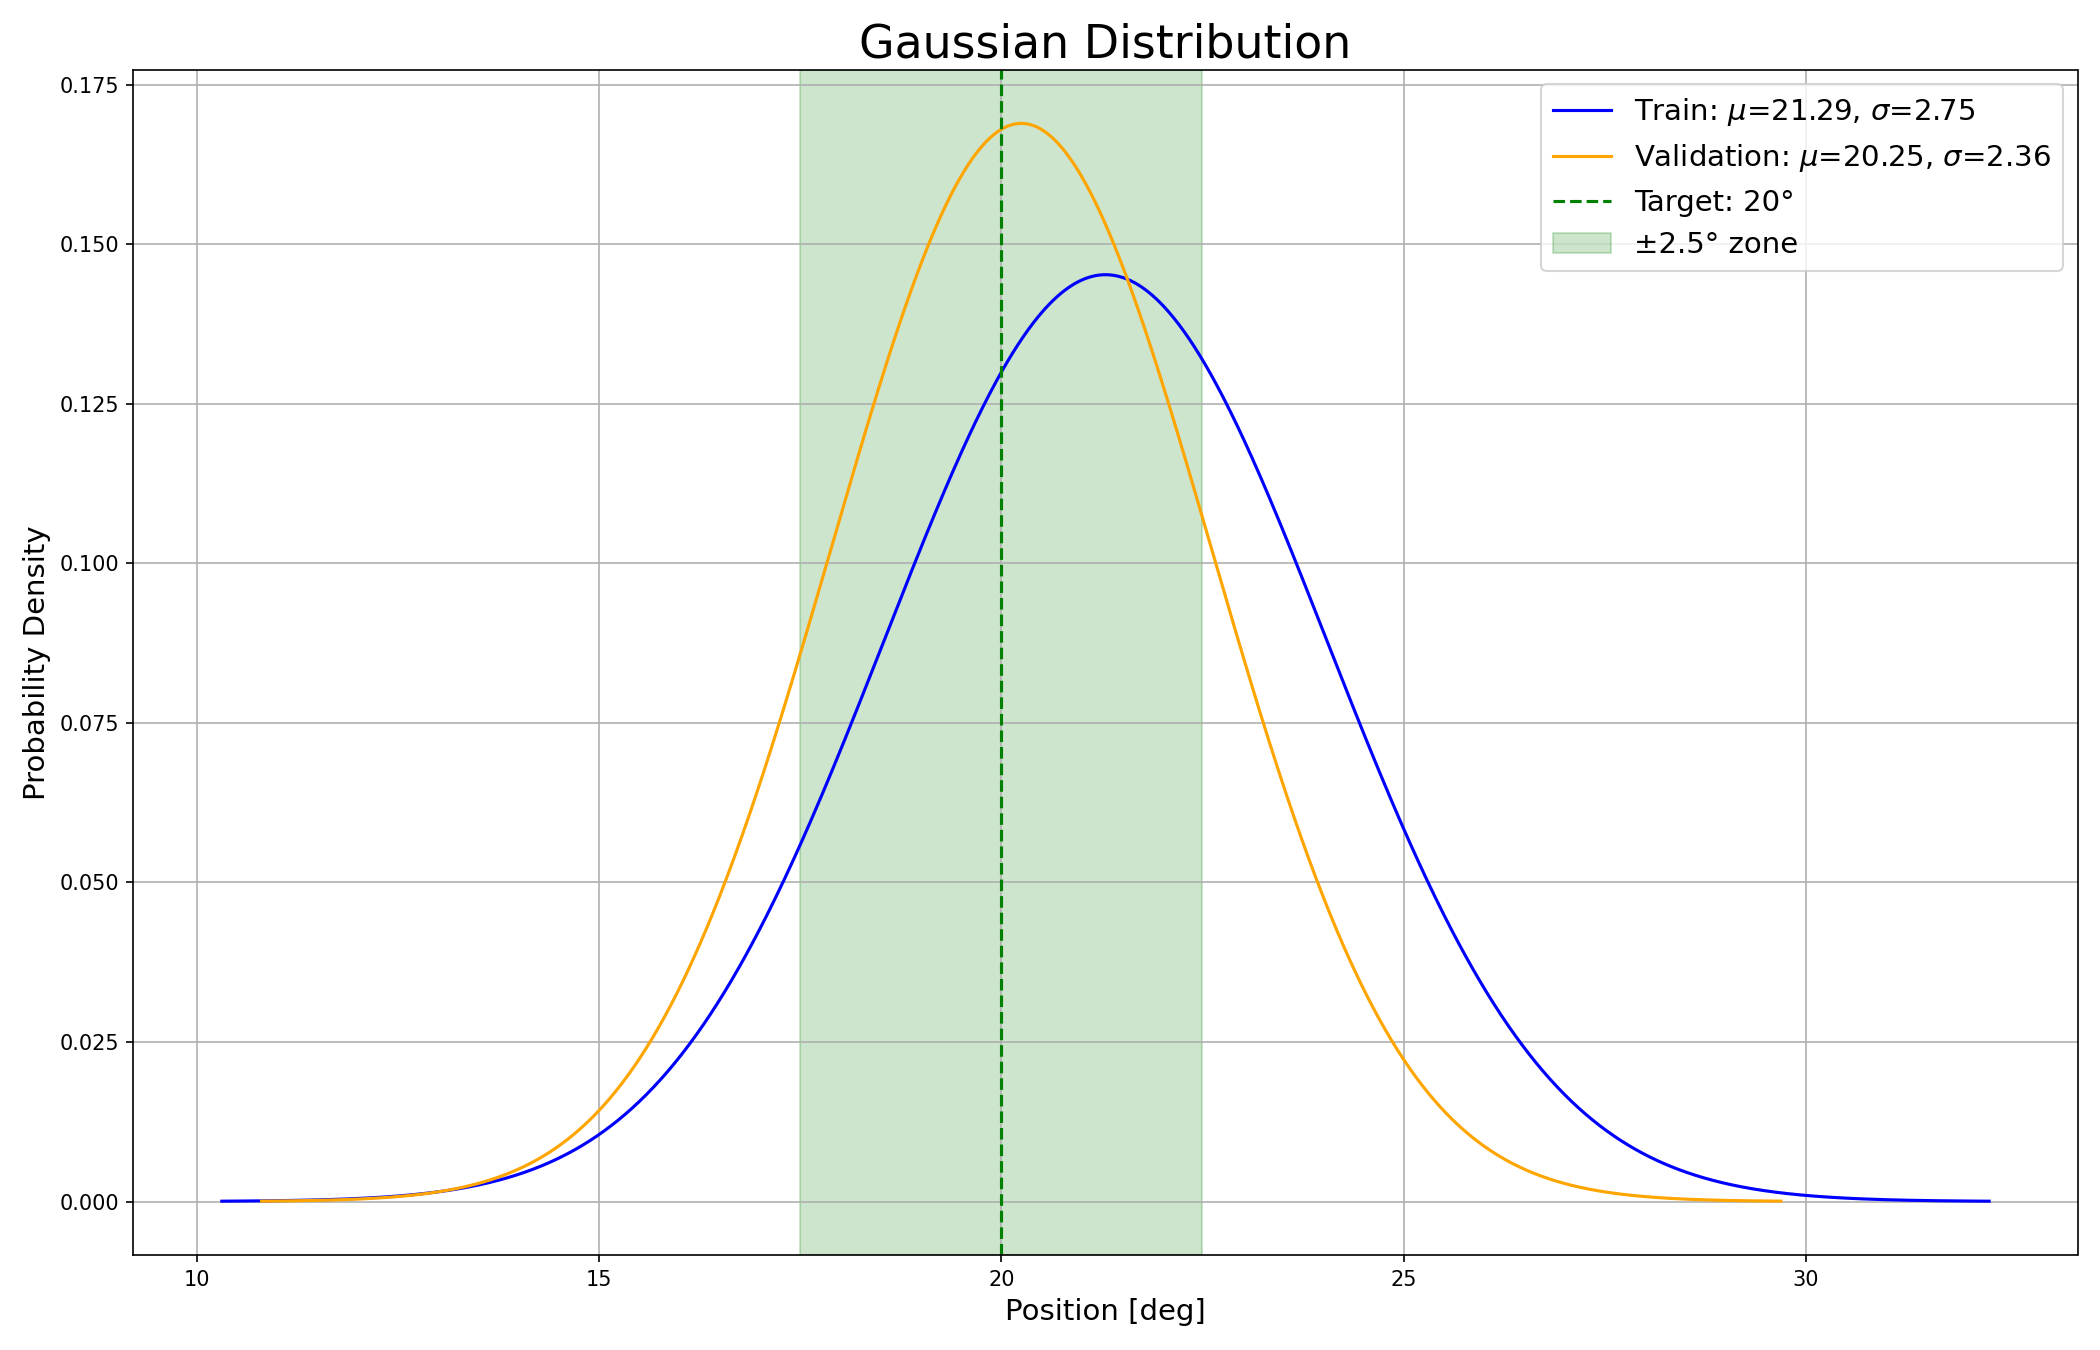 Gaussian Distribution
Train: μ=21.29, σ=2.75
Validation: μ=20.25, σ=2.36
Target: 20°
±2.5° zone
Probability Density
0.175
0.150
0.125
0.100
0.075
0.050
0.025
0.000
10 15 20 25 30
Position [deg]